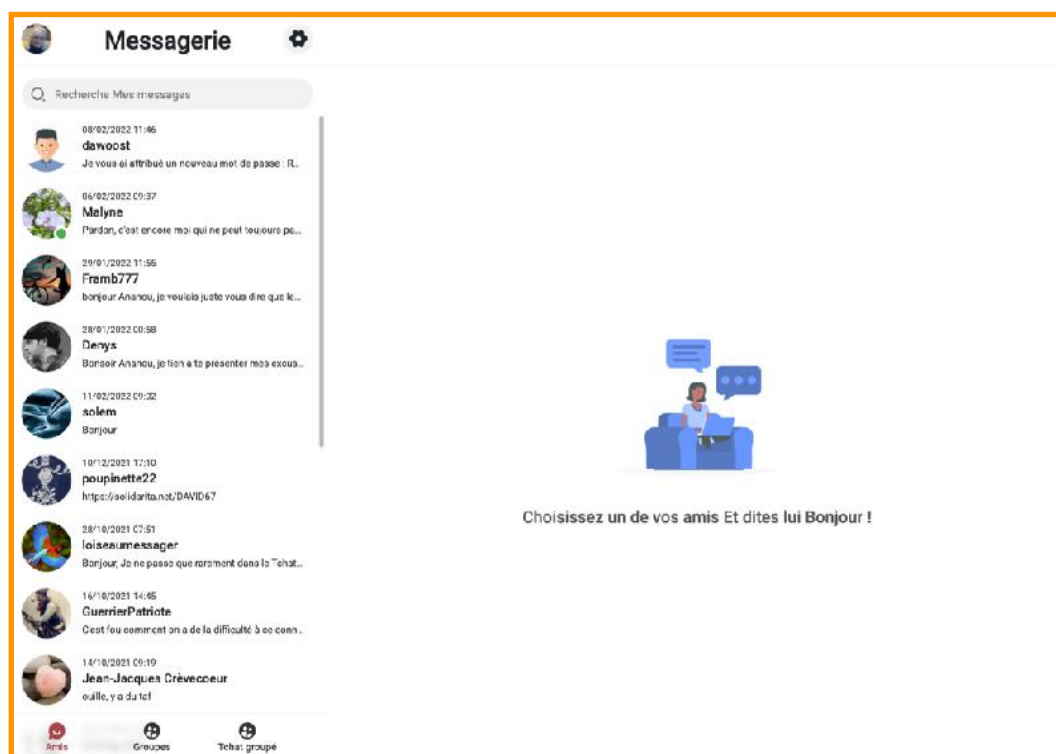 Messagerie
Recherche Mes messages
08/02/2022 11:46
dawoost
Je vous ai attribué un nouveau mot de passe : R...
06/02/2022 09:37
Malyne
Pardon, c'est encore moi qui ne peut toujours pa...
29/01/2022 11:55
Framb777
bonjour Ananou, je voulais juste vous dire que le...
28/01/2022 00:58
Denys
Bonsoir Ananou, je tien a te presenter mes excus...
11/02/2022 09:02
solem
Bonjour
10/12/2021 17:10
poupinette22
https://solidarita.net/DAVID67
28/10/2021 07:51
loiseaumessager
Bonjour, Je ne passe que rarement dans le Tchat...
16/10/2021 14:45
GuerrierPatriote
C'est fou comment on a de la difficulté à ce conn...
14/10/2021 09:19
Jean-Jacques Crèvecoeur
ouille, y a du taf
Amis
Groupes
Tchat groupé
Choisissez un de vos amis Et dites lui Bonjour !